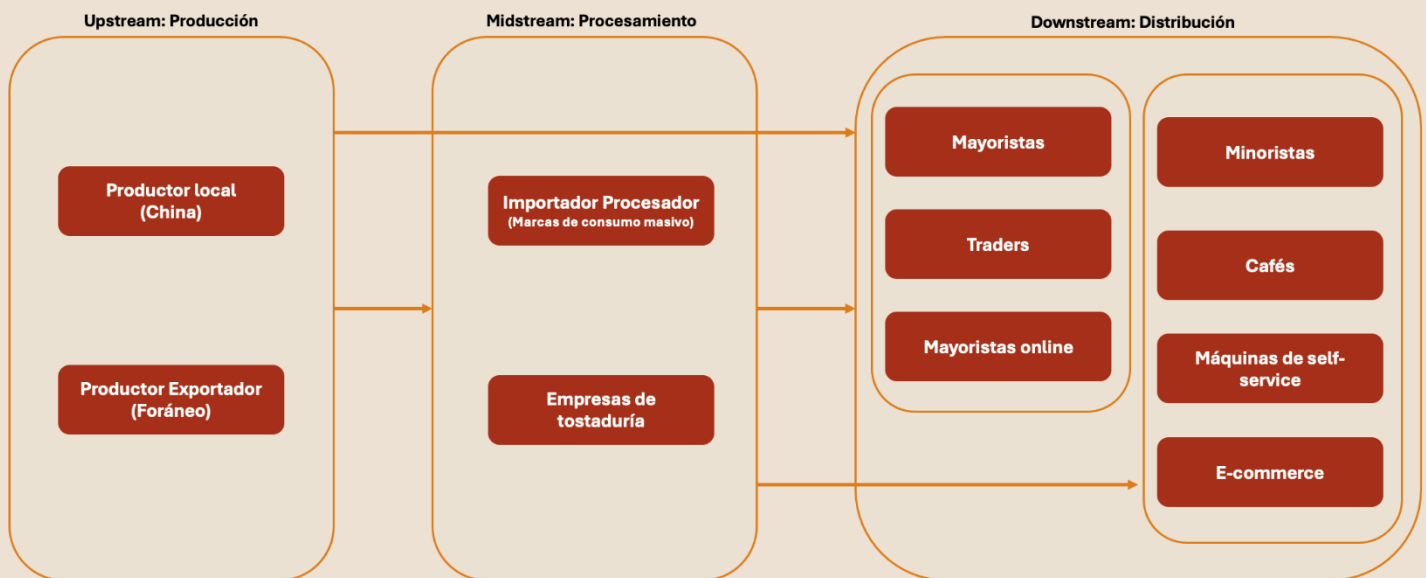 Upstream: Producción
Midstream: Procesamiento
Downstream: Distribución
Productor local
(China)
Productor Exportador
(Foráneo)
Importador Procesador
(Marcas de consumo masivo)
Empresas de
tostaduría
Mayoristas
Traders
Mayoristas online
Minoristas
Cafés
Máquinas de self-
service
E-commerce